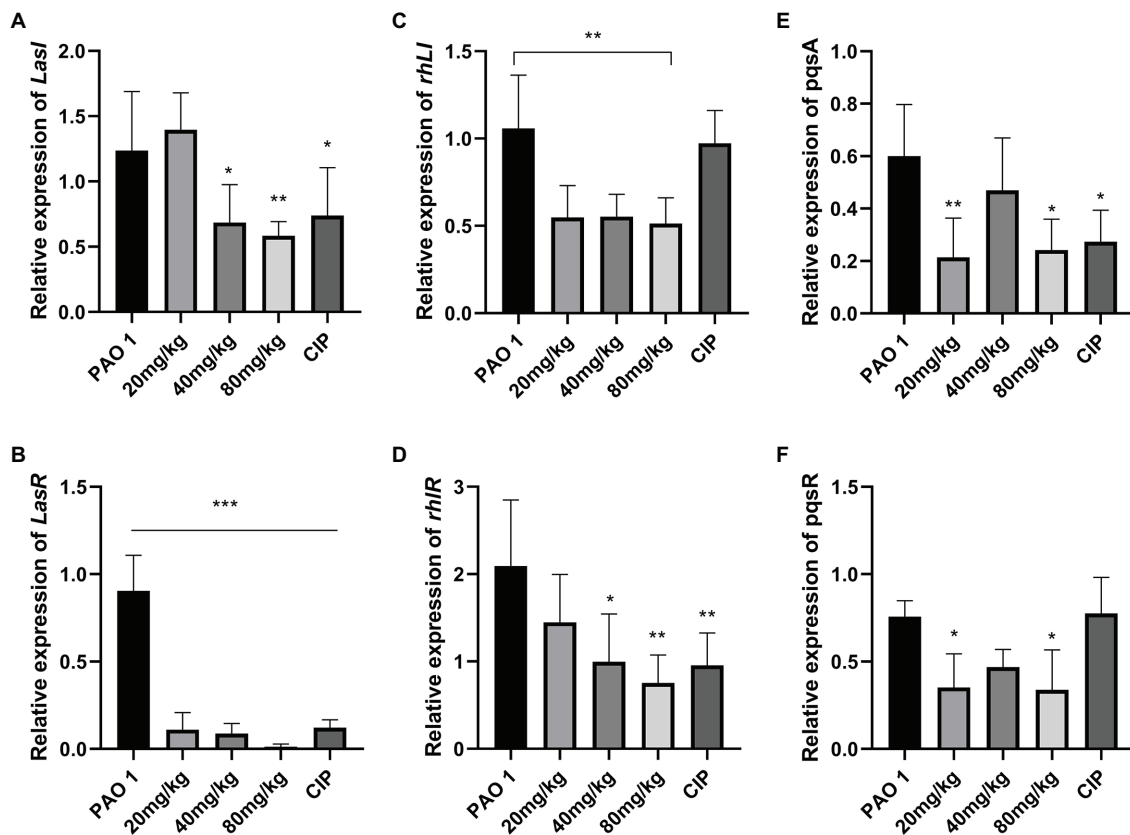 A
Relative expression of LasI
2.0
1.5
1.0
0.5
0.0
*
**
*
PAO 1
20mg/kg
40mg/kg
80mg/kg
CIP
C
Relative expression of rhLI
1.5
1.0
0.5
0.0
**
PAO 1
20mg/kg
40mg/kg
80mg/kg
CIP
E
Relative expression of pqsA
1.0
0.8
0.6
0.4
0.2
0.0
**
*
*
PAO 1
20mg/kg
40mg/kg
80mg/kg
CIP
B
Relative expression of LasR
1.5
1.0
0.5
0.0
***
PAO 1
20mg/kg
40mg/kg
80mg/kg
CIP
D
Relative expression of rhlR
3
2
1
0
*
**
**
PAO 1
20mg/kg
40mg/kg
80mg/kg
CIP
F
Relative expression of pqsR
1.5
1.0
0.5
0.0
*
*
PAO 1
20mg/kg
40mg/kg
80mg/kg
CIP